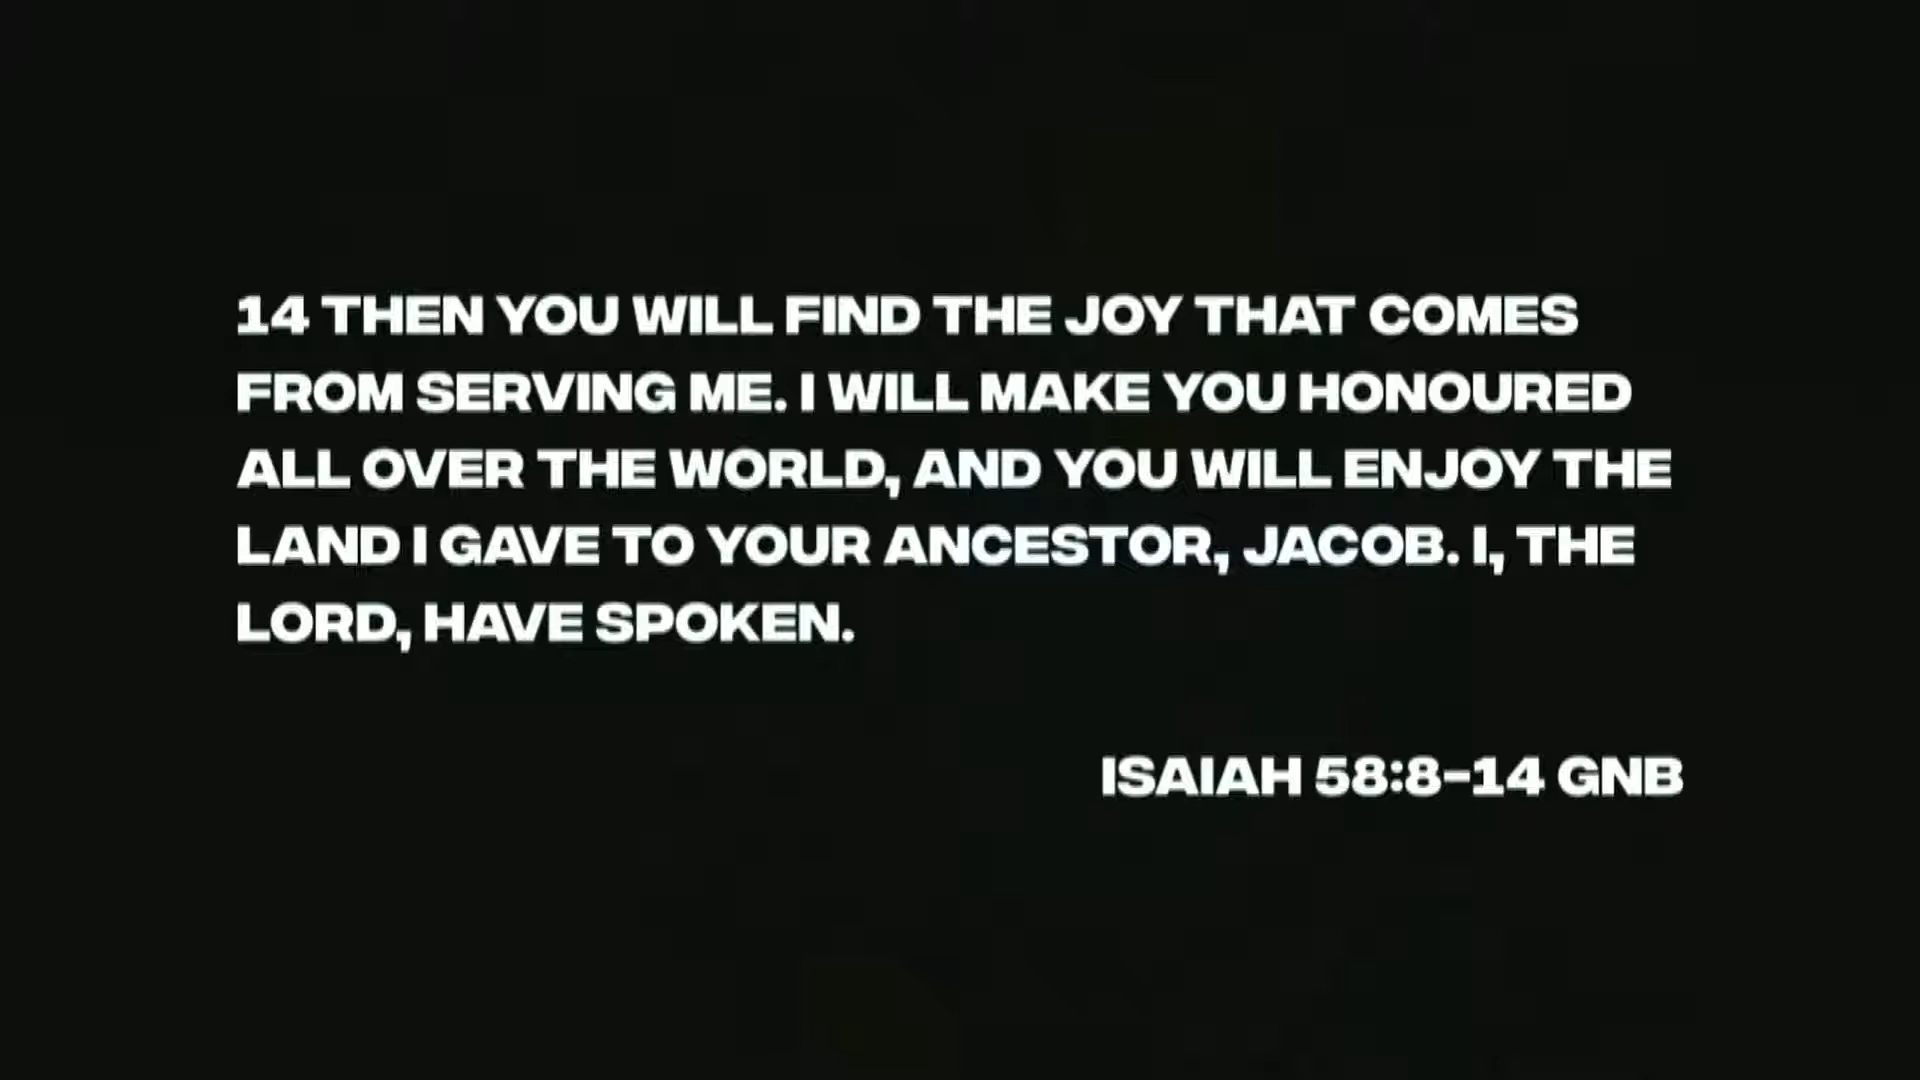 14 THEN YOU WILL FIND THE JOY THAT COMES
FROM SERVING ME. I WILL MAKE YOU HONOURED
ALL OVER THE WORLD, AND YOU WILL ENJOY THE
LAND I GAVE TO YOUR ANCESTOR, JACOB. I, THE
LORD, HAVE SPOKEN.
ISAIAH 58:8-14 GNB